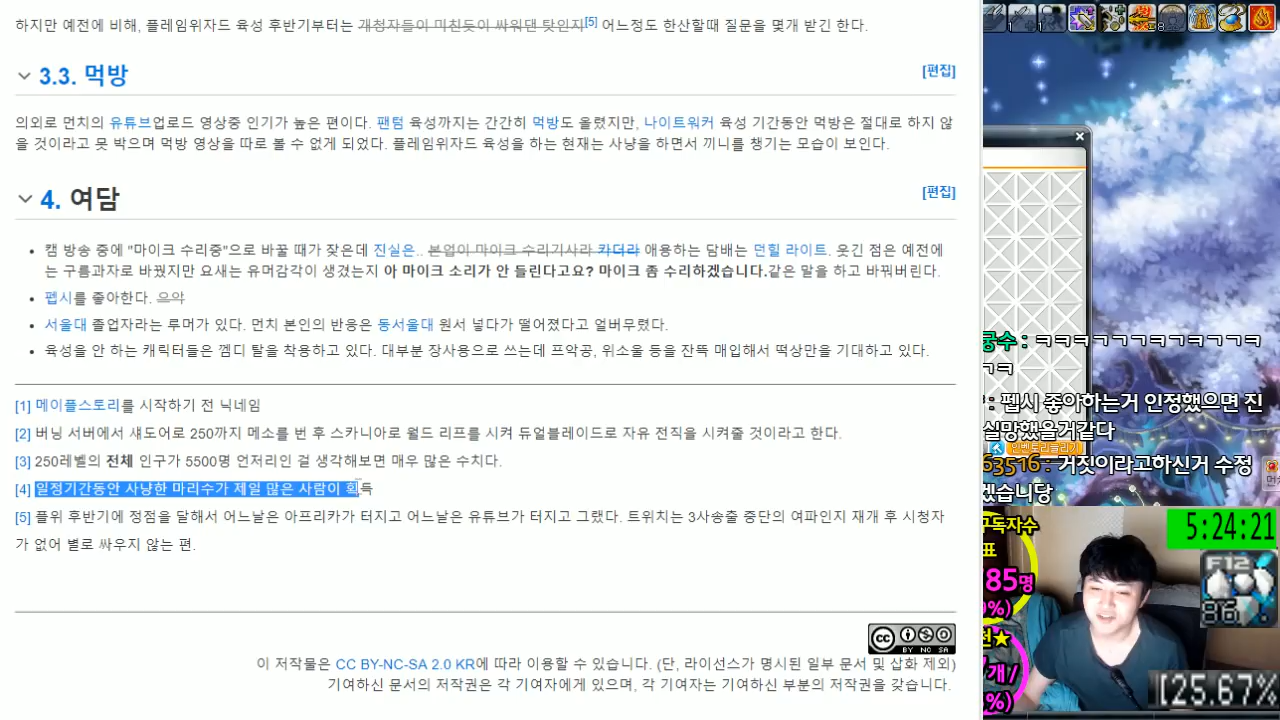 하지만 예전에 비해, 플레임위자드 육성 후반기부터는 개청자들이 미친듯이 싸워댄 탓인지[5] 어느정도 한산할때 질문을 몇개 받긴 한다.
3.3. 먹방
[편집]
의외로 먼치의 유튜브업로드 영상중 인기가 높은 편이다. 팬텀 육성까지는 간간히 먹방도 올렸지만, 나이트워커 육성 기간동안 먹방은 절대로 하지 않
을 것이라고 못 박으며 먹방 영상을 따로 볼 수 없게 되었다. 플레임위자드 육성을 하는 현재는 사냥을 하면서 끼니를 챙기는 모습이 보인다.
4. 여담
[편집]
• 캠 방송 중에 "마이크 수리중"으로 바꿀 때가 잦은데 진실은.. 본업이 마이크 수리기사라 카더라 애용하는 담배는 던힐 라이트. 웃긴 점은 예전에
는 구름과자로 바꿨지만 요새는 유머감각이 생겼는지 아 마이크 소리가 안 들린다고요? 마이크 좀 수리하겠습니다.같은 말을 하고 바꿔버린다.
• 펩시를 좋아한다. 으악
• 서울대 졸업자라는 루머가 있다. 먼치 본인의 반응은 동서울대 원서 넣다가 떨어졌다고 얼버무렸다.
• 육성을 안 하는 캐릭터들은 껨디 탈을 착용하고 있다. 대부분 장사용으로 쓰는데 프악공, 위소울 등을 잔뜩 매입해서 떡상만을 기대하고 있다.
[1] 메이플스토리를 시작하기 전 닉네임
[2] 버닝 서버에서 섀도어로 250까지 메소를 번 후 스카니아로 월드 리프를 시켜 듀얼블레이드로 자유 전직을 시켜줄 것이라고 한다.
[3] 250레벨의 전체 인구가 5500명 언저리인 걸 생각해보면 매우 많은 수치다.
[4] 일정기간동안 사냥한 마리수가 제일 많은 사람이 획득
[5] 플위 후반기에 정점을 달해서 어느날은 아프리카가 터지고 어느날은 유튜브가 터지고 그랬다. 트위치는 3사송출 중단의 여파인지 재개 후 시청자
가 없어 별로 싸우지 않는 편.
CC BY NC SA
이 저작물은 CC BY-NC-SA 2.0 KR에 따라 이용할 수 있습니다. (단, 라이선스가 명시된 일부 문서 및 삽화 제외)
기여하신 문서의 저작권은 각 기여자에게 있으며, 각 기여자는 기여하신 부분의 저작권을 갖습니다.
궁수 : ㅋㅋㅋㄱㄱㄱㅋㄱㅋㄱㄱㅋ
ㄱㅋ
: 펩시 좋아하는거 인정했으면 진
실망했을거같다
인벤토리늘리기
63516 : 거짓이라고하신거 수정
겠습니당
구독자수
표
85명
5:24:21
F12
96
개/
[25.67%